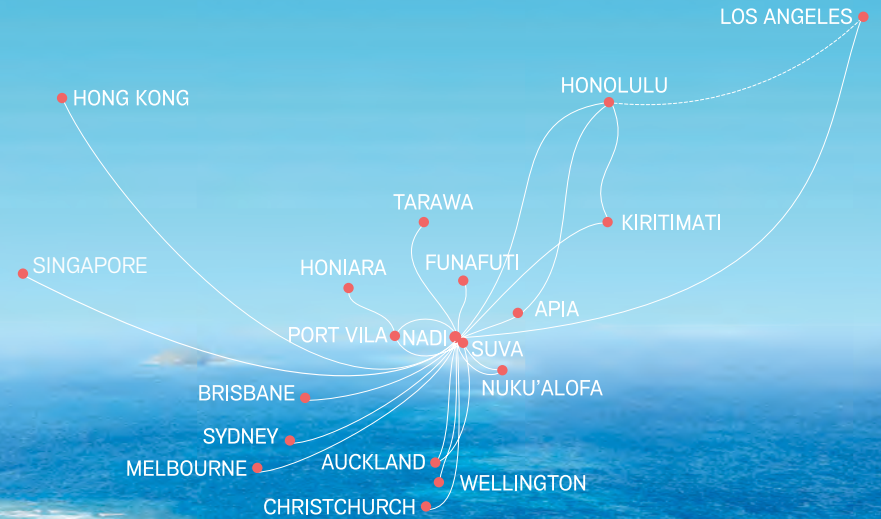 LOS ANGELES
HONOLULU
HONG KONG
TARAWA
KIRITIMATI
FUNAFUTI
SINGAPORE
HONIARA
APIA
PORT VILA
NADI
SUVA
NUKU'ALOFA
BRISBANE
SYDNEY
MELBOURNE
AUCKLAND
WELLINGTON
CHRISTCHURCH